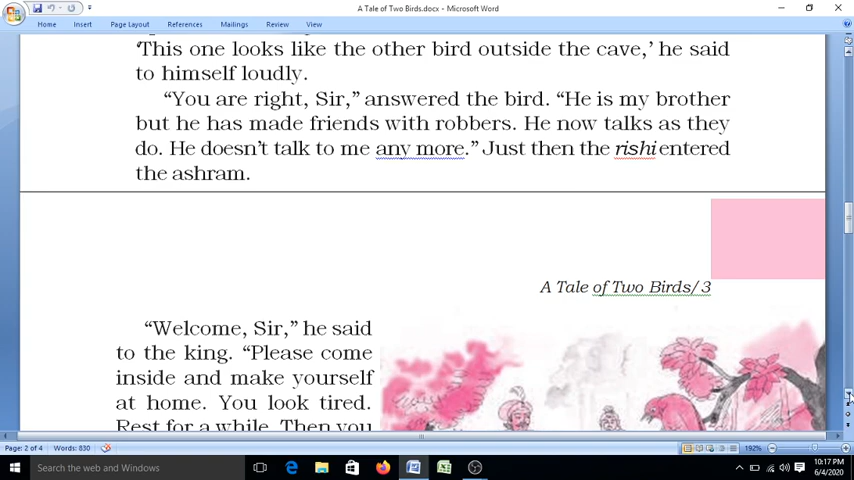 A Tale of Two Birds.docx - Microsoft Word
Home Insert Page Layout References Mailings Review View
‘This one looks like the other bird outside the cave,’ he said
to himself loudly.
“You are right, Sir,” answered the bird. “He is my brother
but he has made friends with robbers. He now talks as they
do. He doesn’t talk to me any more.” Just then the rishi entered
the ashram.
A Tale of Two Birds/3
“Welcome, Sir,” he said
to the king. “Please come
inside and make yourself
at home. You look tired.
Rest for a while. Then you
Page: 2 of 4 Words: 830 192%
Search the web and Windows
10:17 PM
6/4/2020